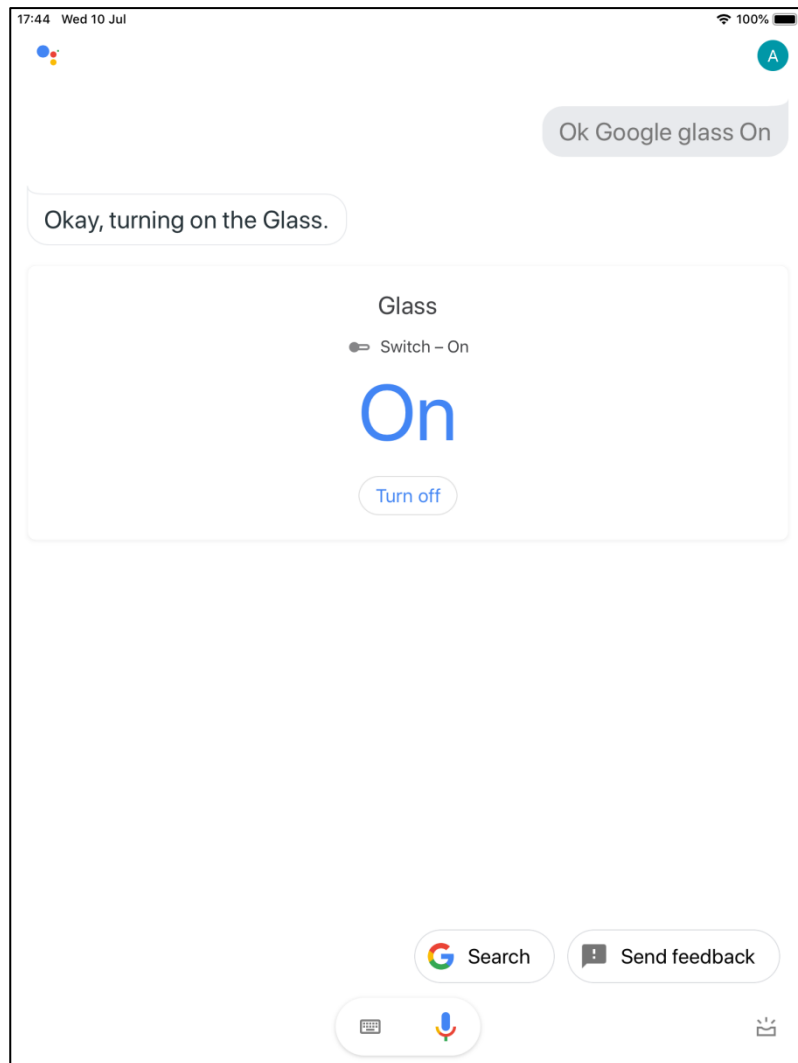 17:44 Wed 10 Jul 100%
A
Ok Google glass On
Okay, turning on the Glass.
Glass
Switch – On
On
Turn off
Search
Send feedback